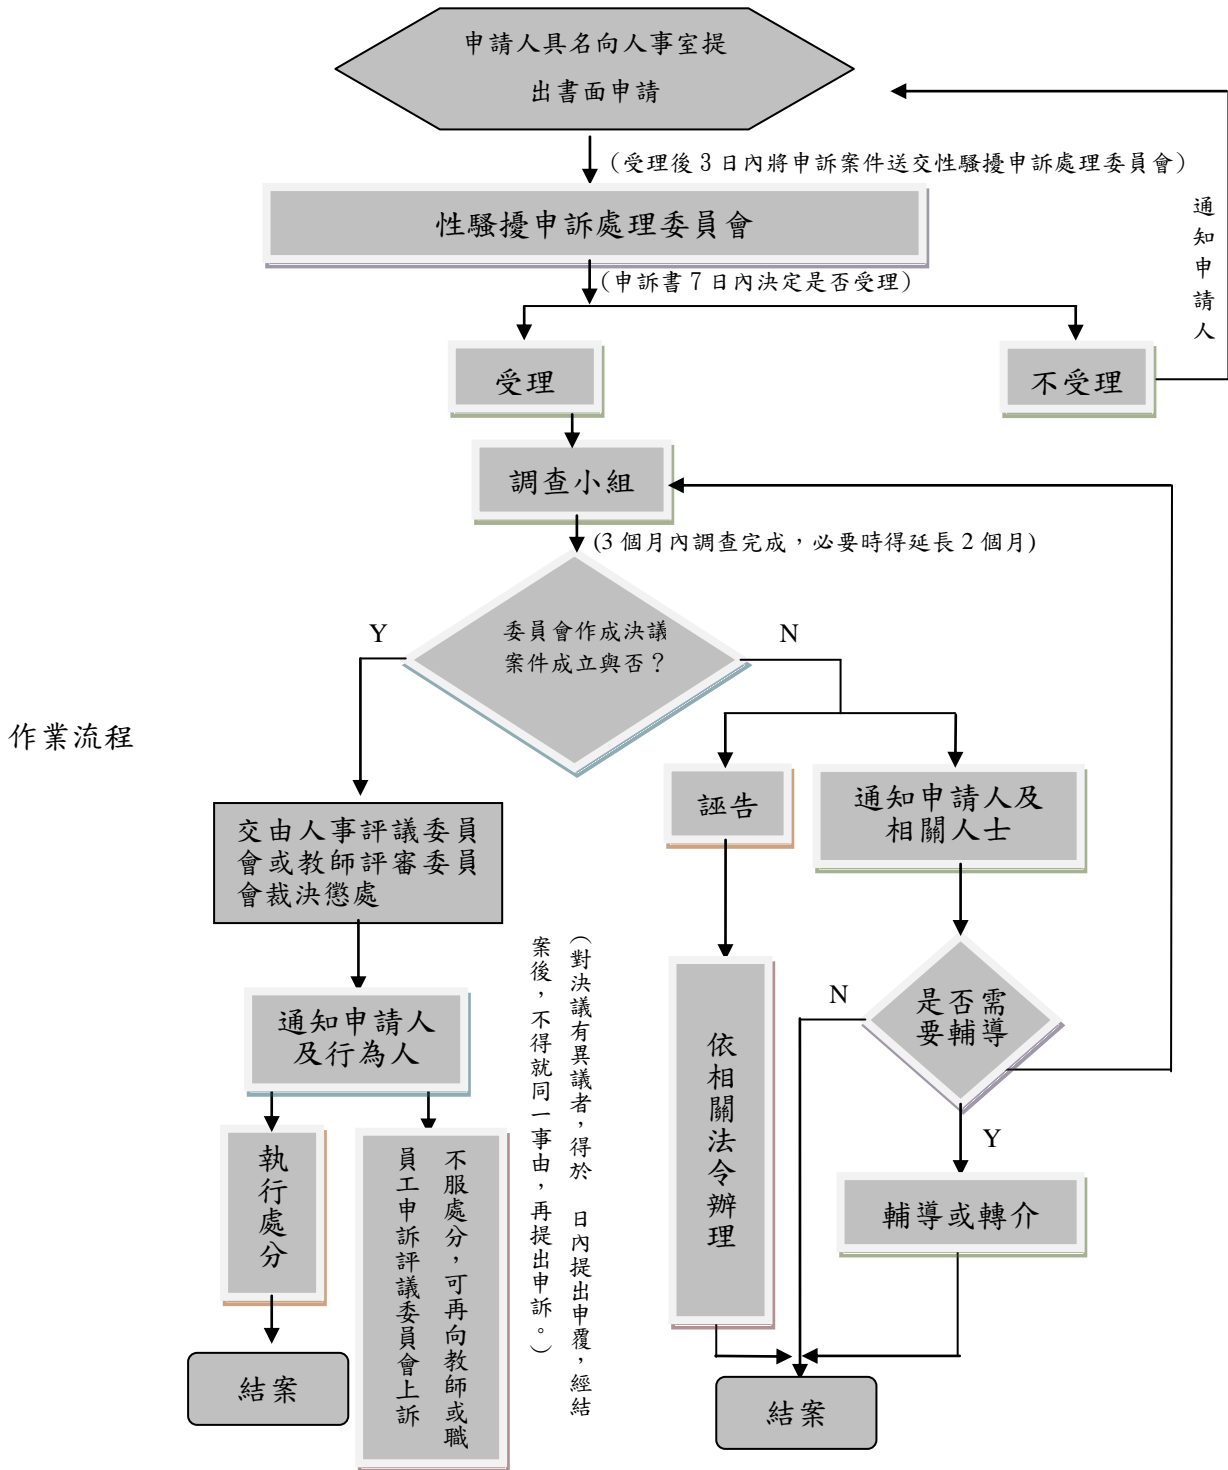 申請人具名向人事室提
出書面申請
(受理後 3 日內將申訴案件送交性騷擾申訴處理委員會)
性騷擾申訴處理委員會
(申訴書 7 日內決定是否受理)
通知申請人
受理
不受理
調查小組
(3 個月內調查完成，必要時得延長 2 個月)
Y
委員會作成決議
案件成立與否？
N
作業流程
誣告
通知申請人及
相關人士
交由人事評議委員
會或教師評審委員
會裁決懲處
(對決議有異議者，得於　日內提出申覆，經結
案後，不得就同一事由，再提出申訴。)
通知申請人
及行為人
N
是否需
要輔導
依相關法令辦理
Y
執行處分
不服處分，可再向教師或職
員工申訴評議委員會上訴
輔導或轉介
結案
結案